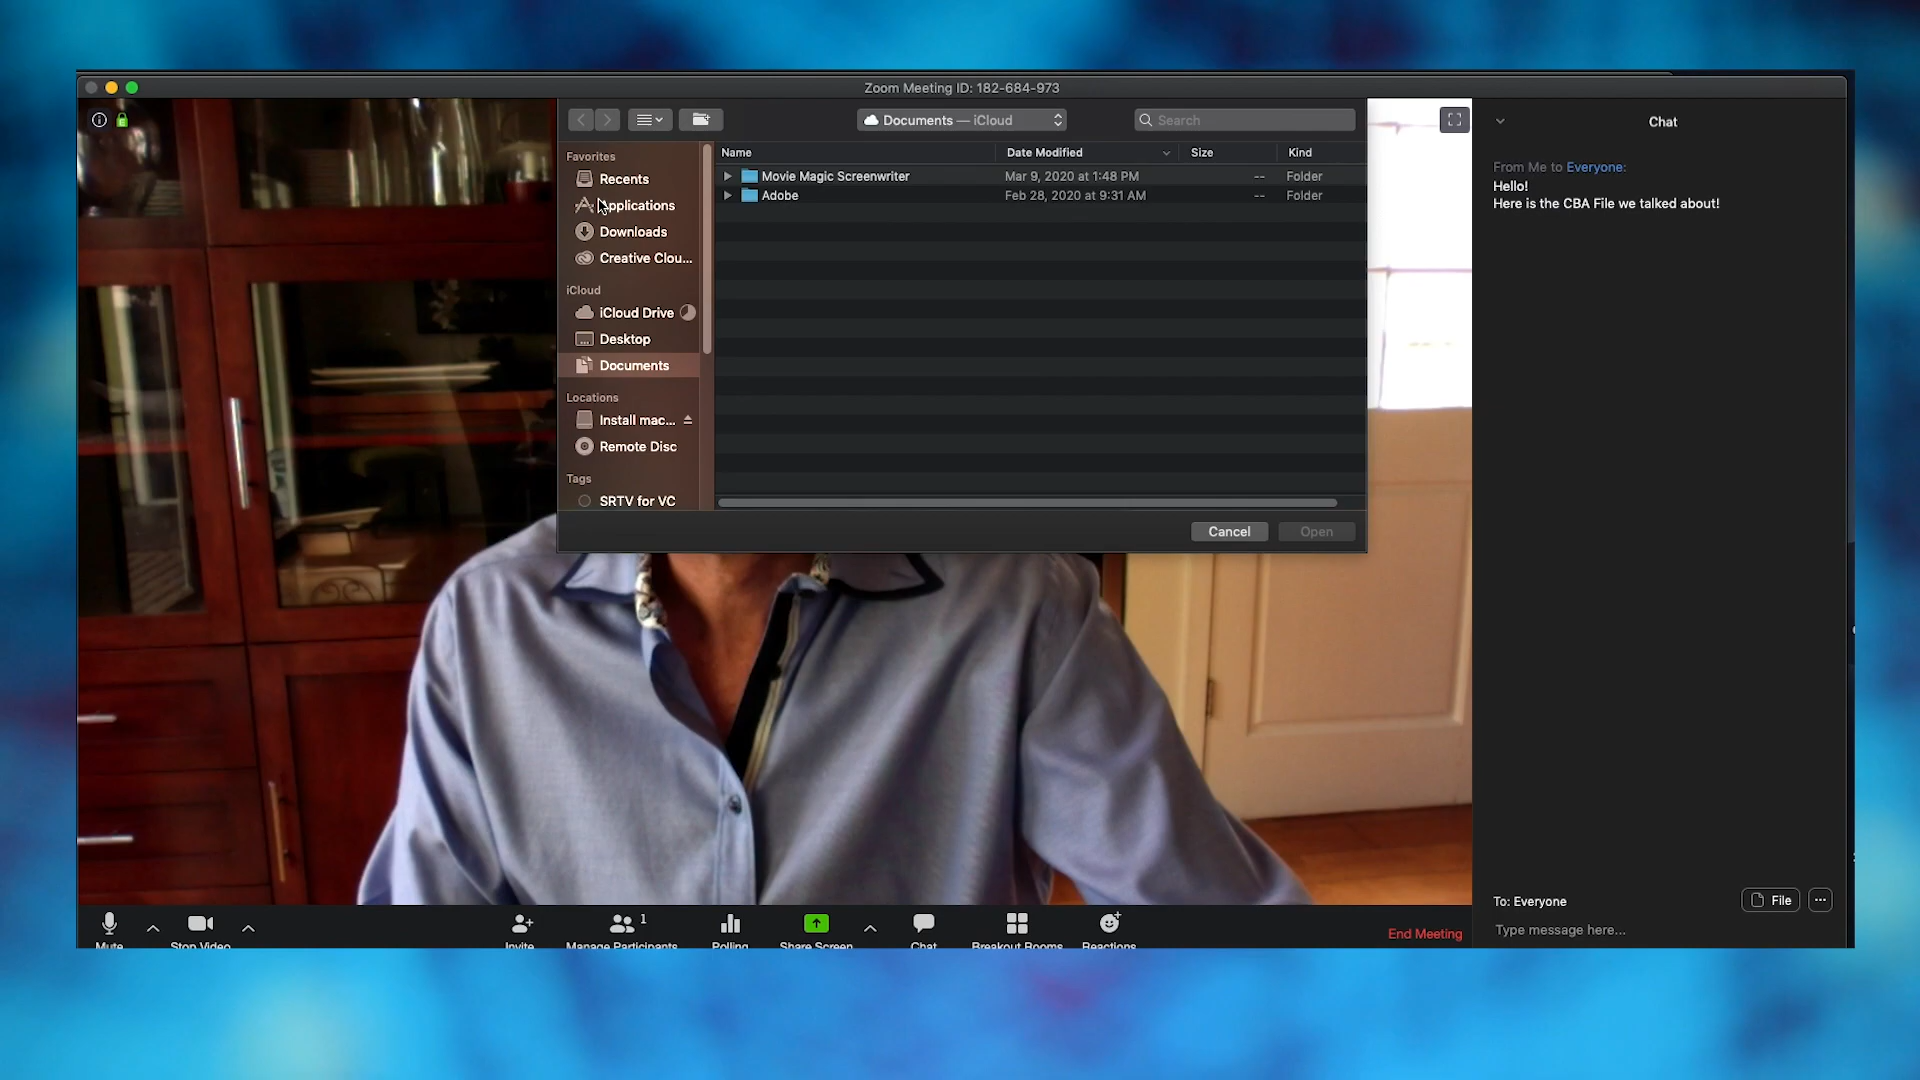 Zoom Meeting ID: 182-684-973
Documents — iCloud
Search
Chat
Favorites
Recents
Applications
Downloads
Creative Clou...
iCloud
iCloud Drive
Desktop
Documents
Locations
Install mac...
Remote Disc
Tags
SRTV for VC
Name Date Modified Size Kind
Movie Magic Screenwriter Mar 9, 2020 at 1:48 PM -- Folder
Adobe Feb 28, 2020 at 9:31 AM -- Folder
Cancel Open
From Me to Everyone:
Hello!
Here is the CBA File we talked about!
To: Everyone File
Type message here...
1
Mute Stop Video Invite Manage Participants Polling Share Screen Chat Breakout Rooms Reactions End Meeting